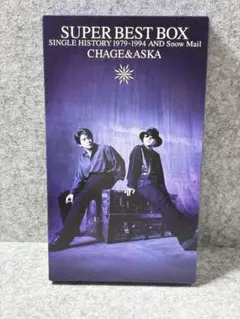 SUPER BEST BOX
SINGLE HISTORY 1979-1994 AND Snow Mail
CHAGE&ASKA